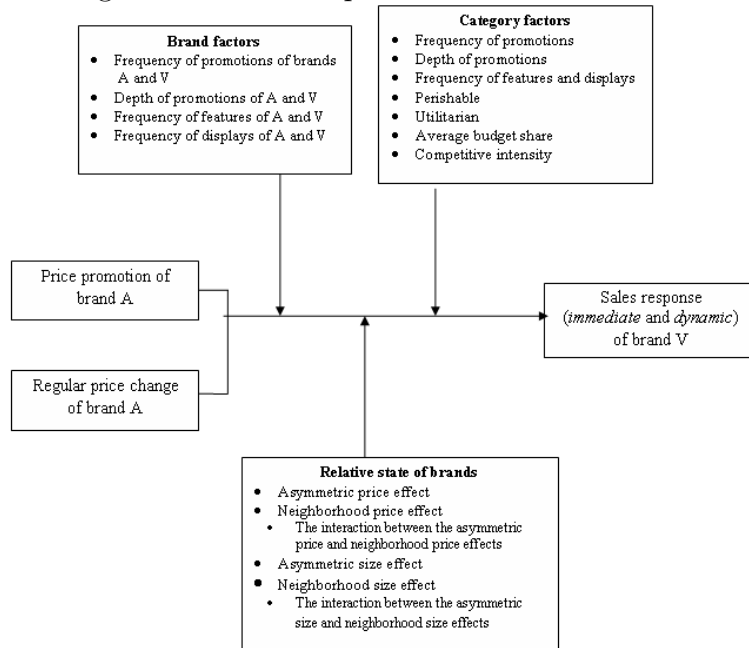 Brand factors
• Frequency of promotions of brands
A and V
• Depth of promotions of A and V
• Frequency of features of A and V
• Frequency of displays of A and V
Category factors
• Frequency of promotions
• Depth of promotions
• Frequency of features and displays
• Perishable
• Utilitarian
• Average budget share
• Competitive intensity
Price promotion of
brand A
Regular price change
of brand A
Sales response
(immediate and dynamic)
of brand V
Relative state of brands
• Asymmetric price effect
• Neighborhood price effect
• The interaction between the asymmetric
price and neighborhood price effects
• Asymmetric size effect
• Neighborhood size effect
• The interaction between the asymmetric
size and neighborhood size effects